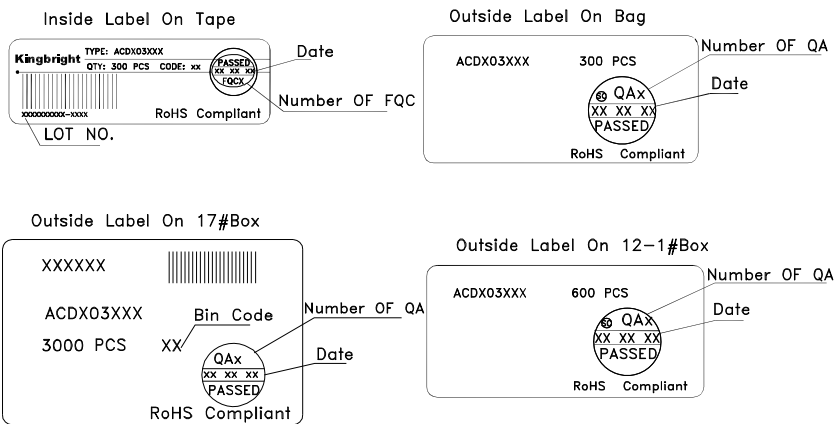 Inside Label On Tape
Kingbright
TYPE: ACDX03XXX
QTY: 300 PCS CODE: xx
PASSED
XX XX XX
FQCX
Date
Number OF FQC
XXXXXXXXXX-XXXX
RoHS Compliant
LOT NO.
Outside Label On Bag
ACDX03XXX 300 PCS
Number OF QA
Date
SC QAx
XX XX XX
PASSED
RoHS Compliant
Outside Label On 17#Box
XXXXXX
ACDX03XXX
Bin Code
3000 PCS XX
Number OF QA
Date
QAx
XX XX XX
PASSED
RoHS Compliant
Outside Label On 12-1#Box
ACDX03XXX 600 PCS
Number OF QA
Date
SC QAx
XX XX XX
PASSED
RoHS Compliant